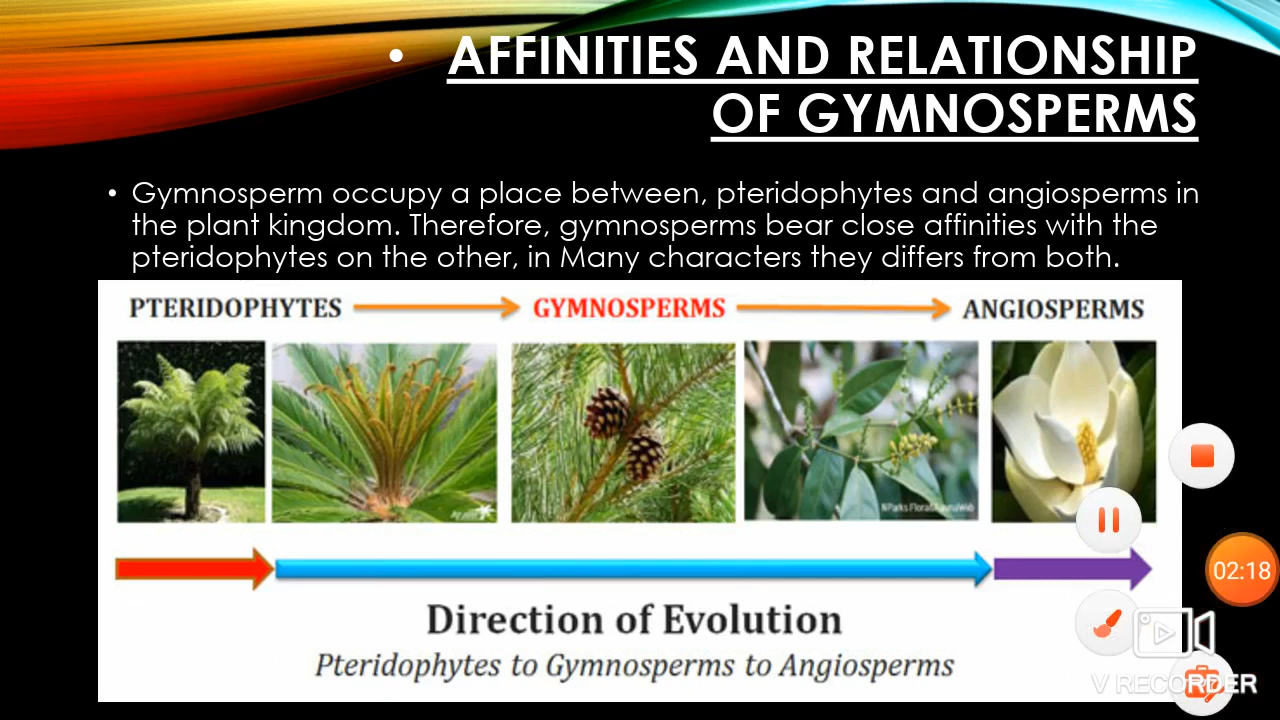 • AFFINITIES AND RELATIONSHIP
OF GYMNOSPERMS
• Gymnosperm occupy a place between, pteridophytes and angiosperms in
the plant kingdom. Therefore, gymnosperms bear close affinities with the
pteridophytes on the other, in Many characters they differs from both.
PTERIDOPHYTES GYMNOSPERMS ANGIOSPERMS
Direction of Evolution
Pteridophytes to Gymnosperms to Angiosperms
02:18
V RECORDER